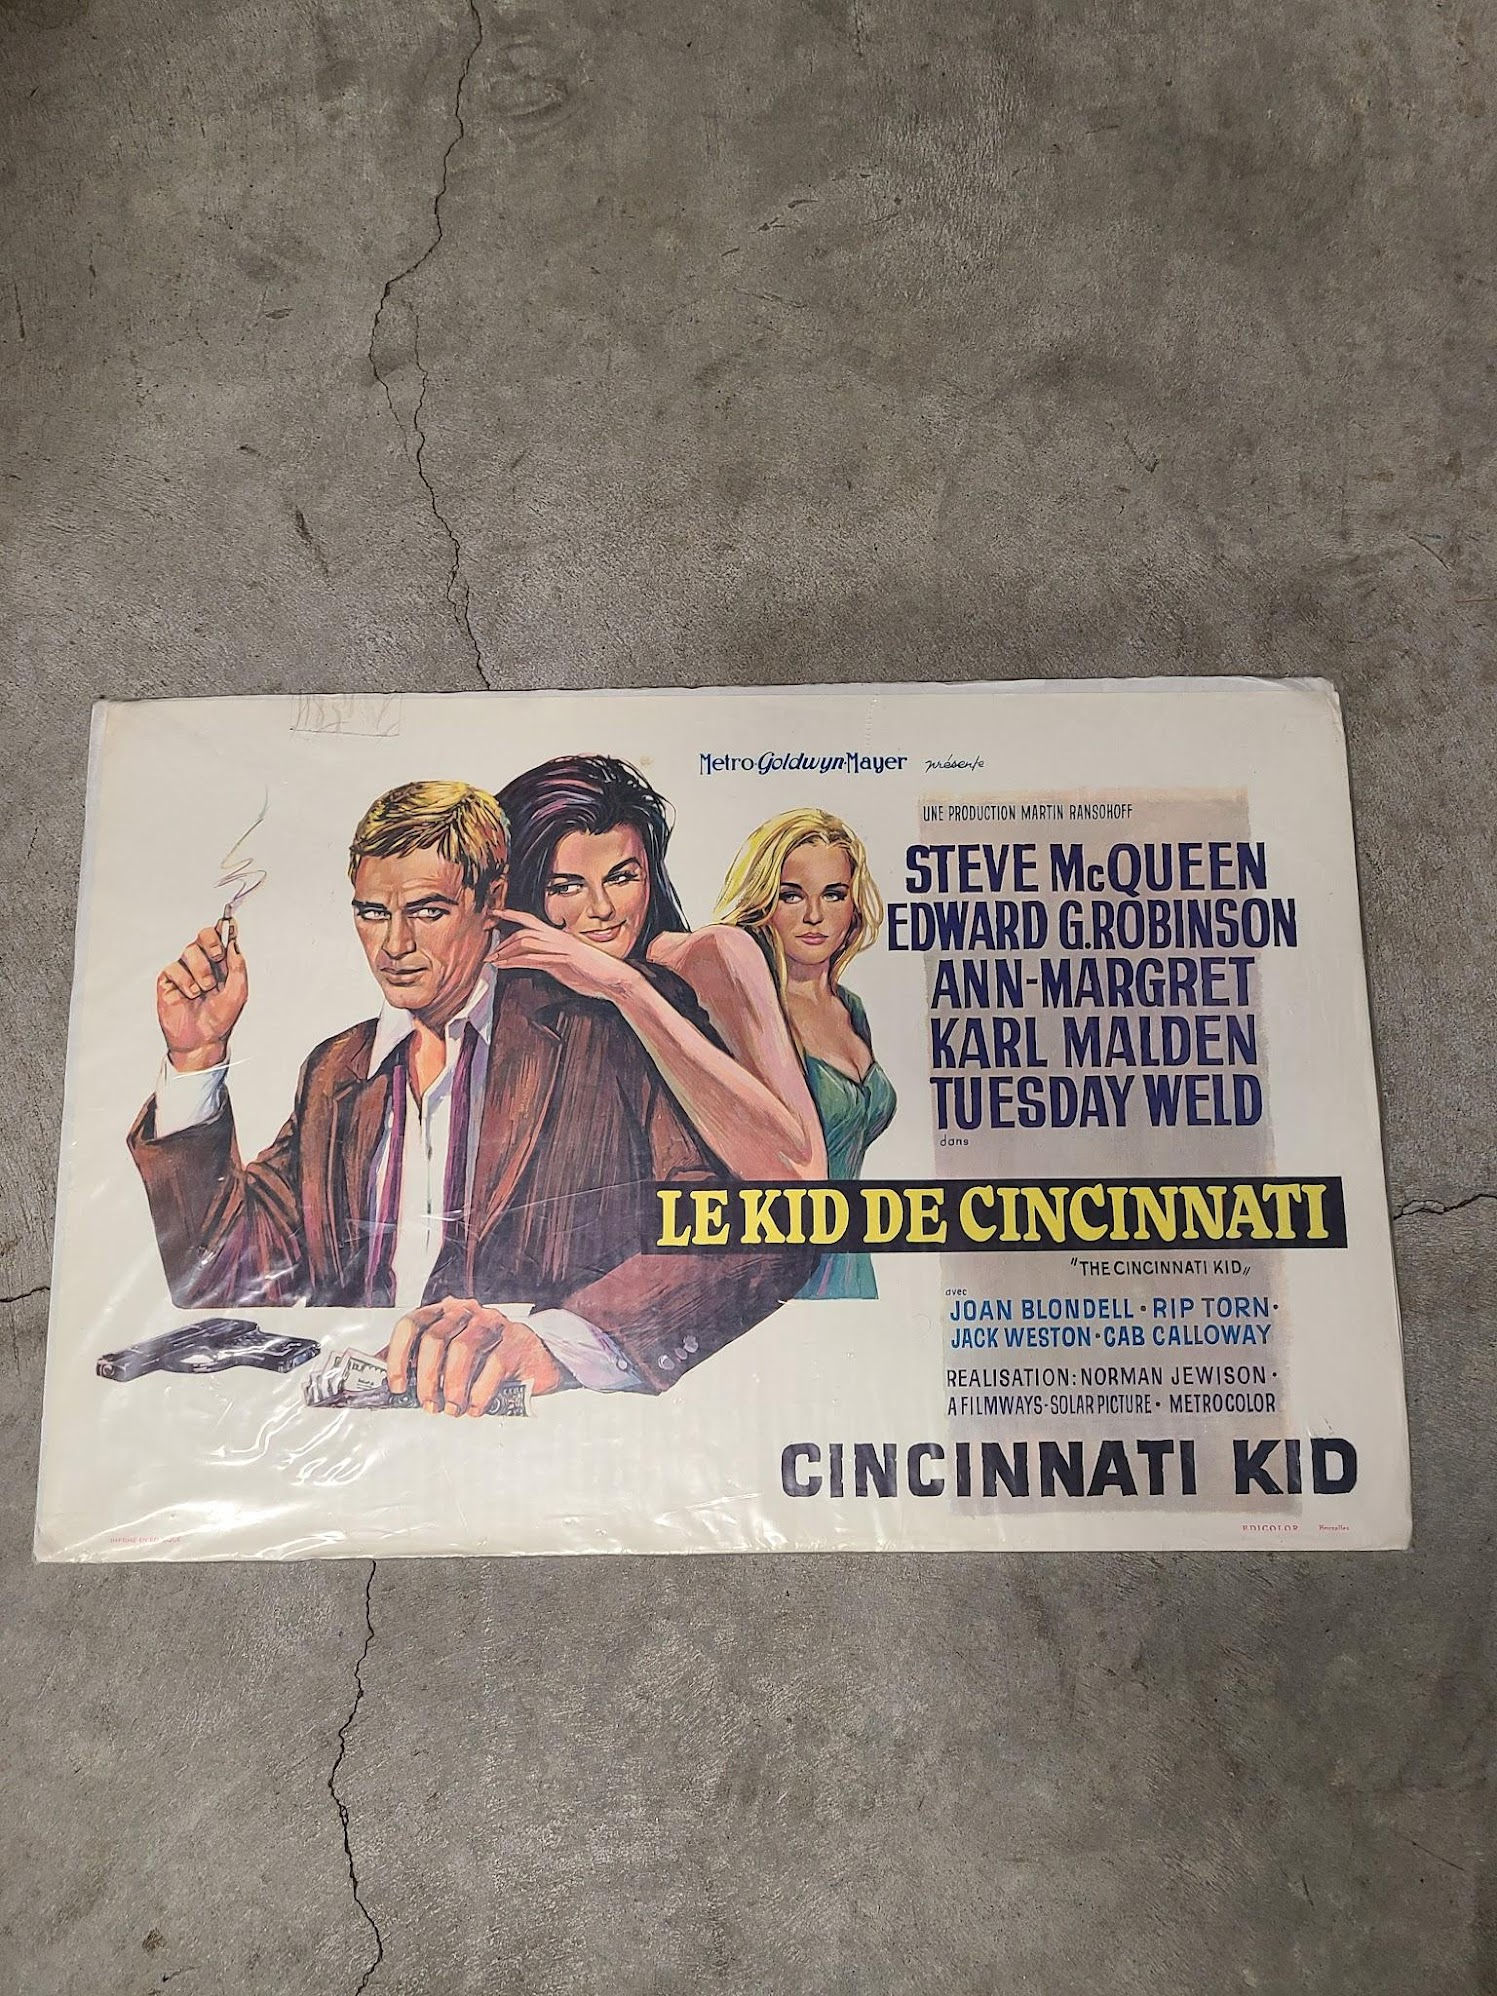 Metro-Goldwyn-Mayer présente
UNE PRODUCTION MARTIN RANSOHOFF
STEVE McQUEEN
EDWARD G.ROBINSON
ANN-MARGRET
KARL MALDEN
TUESDAY WELD
dans
LE KID DE CINCINNATI
"THE CINCINNATI KID"
avec
JOAN BLONDELL • RIP TORN •
JACK WESTON • CAB CALLOWAY
REALISATION: NORMAN JEWISON •
A FILMWAYS-SOLAR PICTURE • METROCOLOR
CINCINNATI KID
EDICOLOR Bruxelles